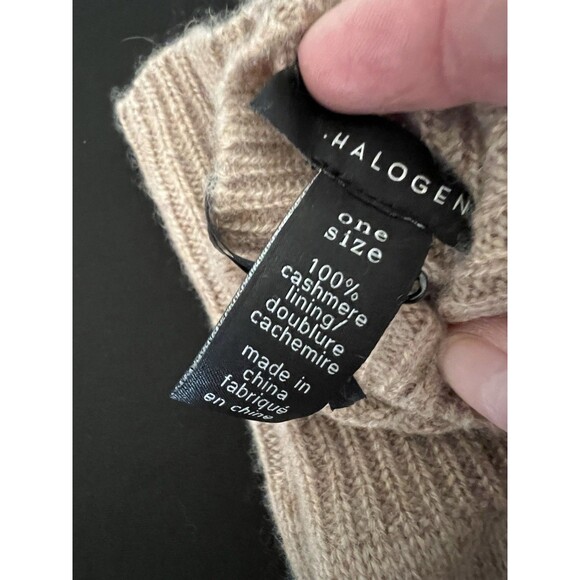 .HALOGEN
one
size
100%
cashmere
lining/
doublure
cachemire
made in
china
fabriqué
en chine